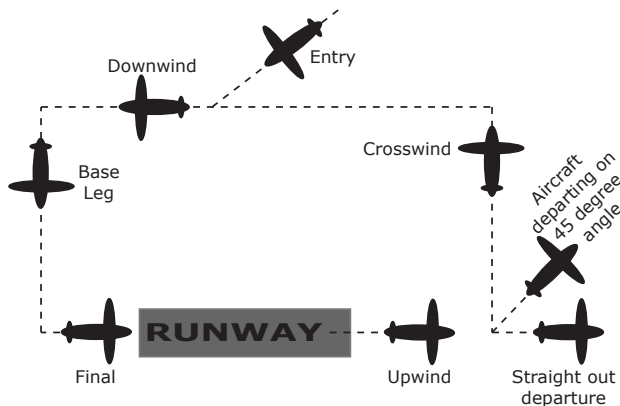 Downwind
Entry
Base
Leg
Crosswind
Aircraft
departing on
45 degree
angle
RUNWAY
Final
Upwind
Straight out
departure